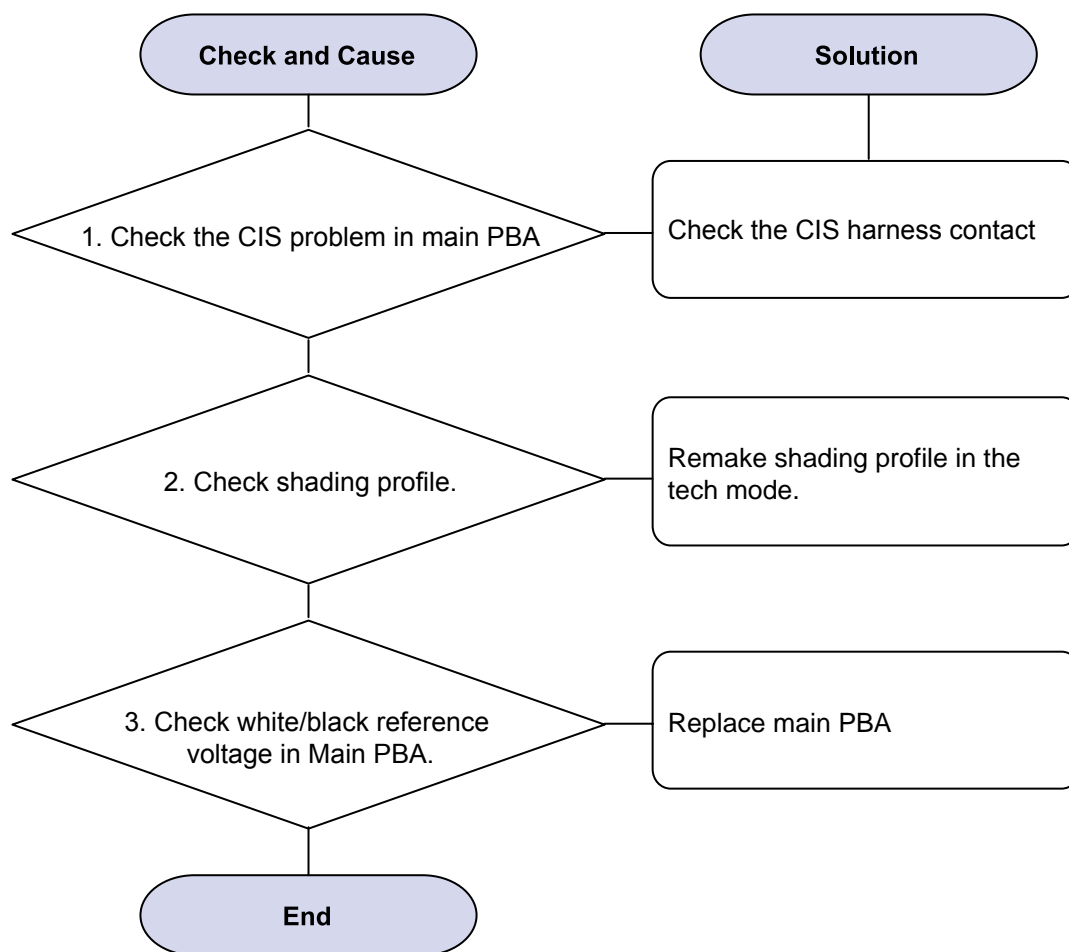 Check and Cause
Solution
1. Check the CIS problem in main PBA
Check the CIS harness contact
2. Check shading profile.
Remake shading profile in the
tech mode.
3. Check white/black reference
voltage in Main PBA.
Replace main PBA
End